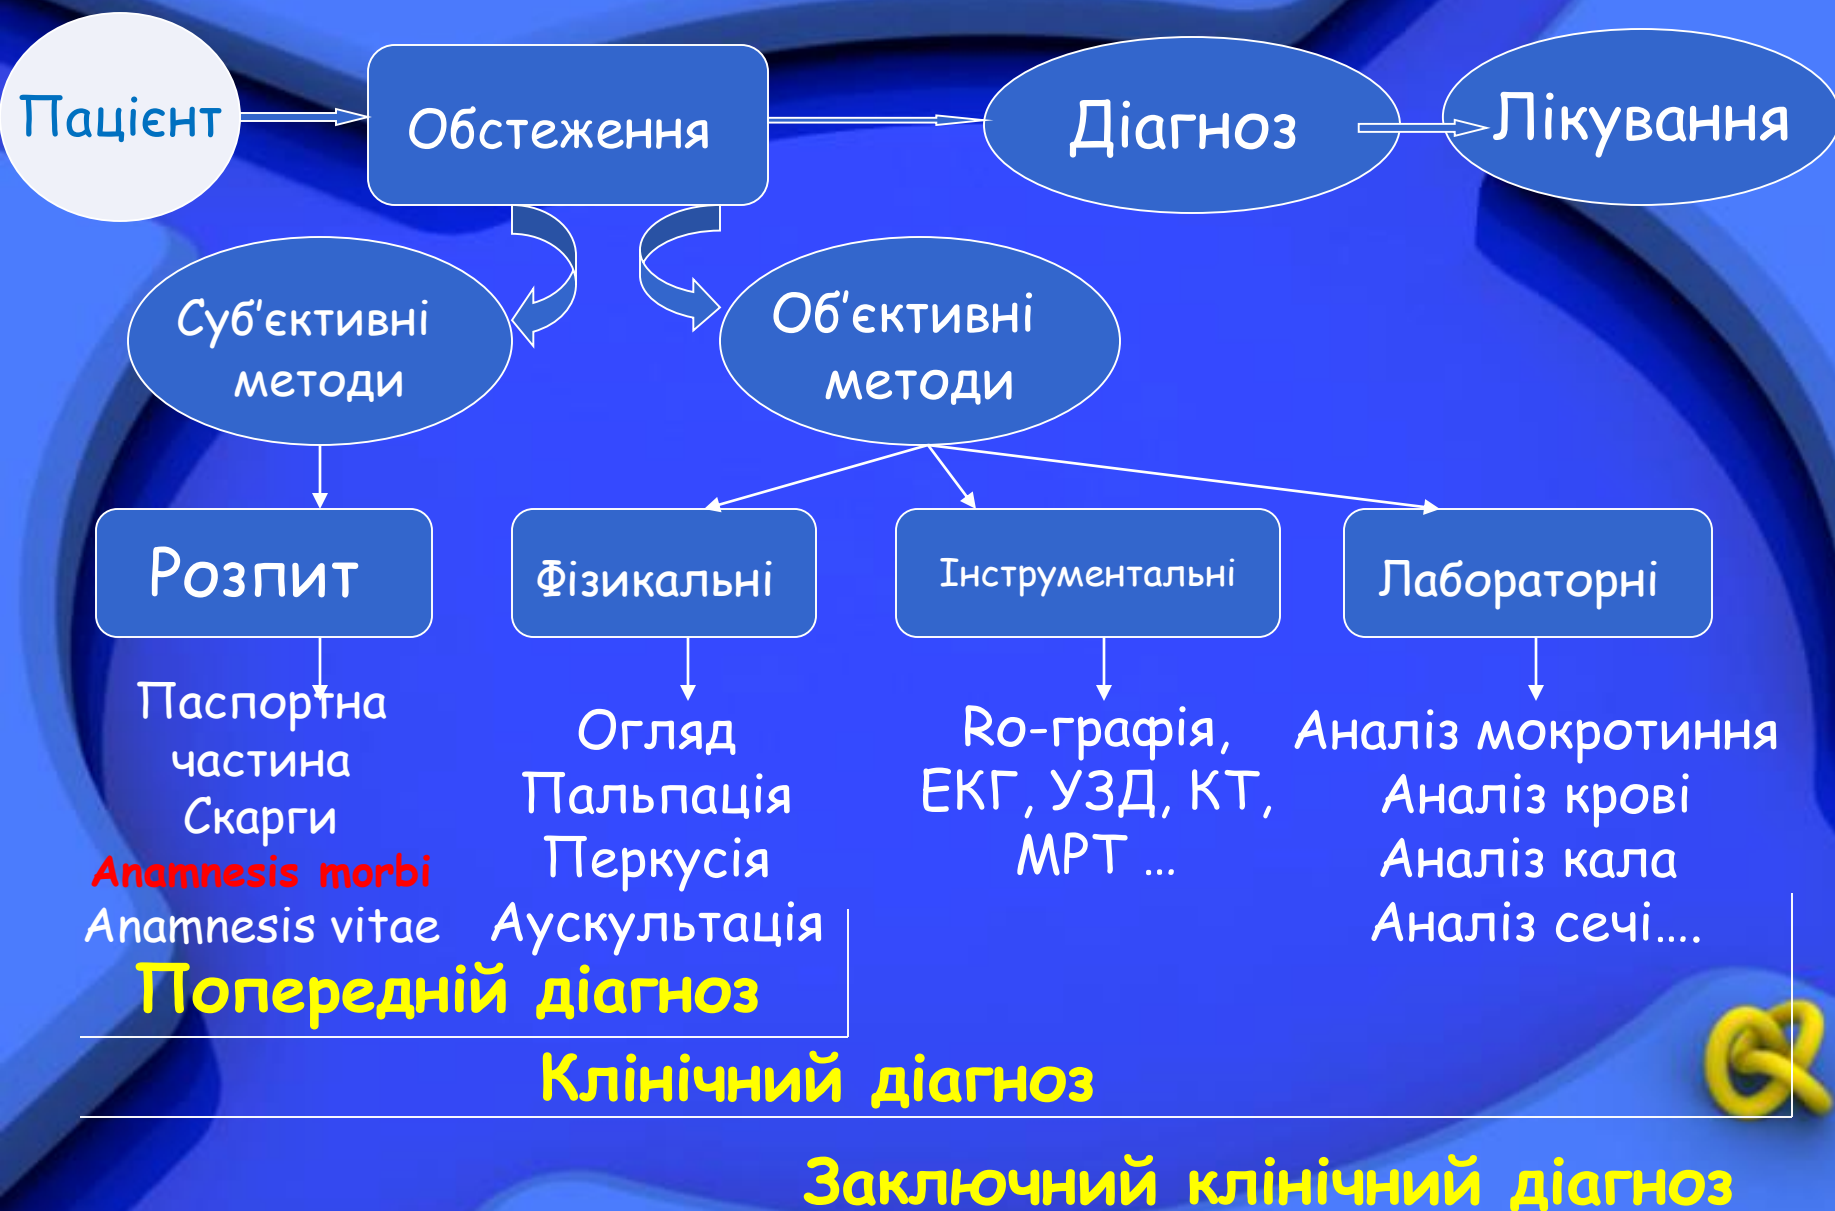 Пацієнт
Обстеження
Діагноз
Лікування
Суб’єктивні
методи
Об’єктивні
методи
Розпит
Фізикальні
Інструментальні
Лабораторні
Паспортна
частина
Скарги
Anamnesis morbi
Anamnesis vitae
Огляд
Пальпація
Перкусія
Аускультація
Ro-графія,
ЕКГ, УЗД, КТ,
МРТ ...
Аналіз мокротиння
Аналіз крові
Аналіз кала
Аналіз сечі....
Попередній діагноз
Клінічний діагноз
Заключний клінічний діагноз